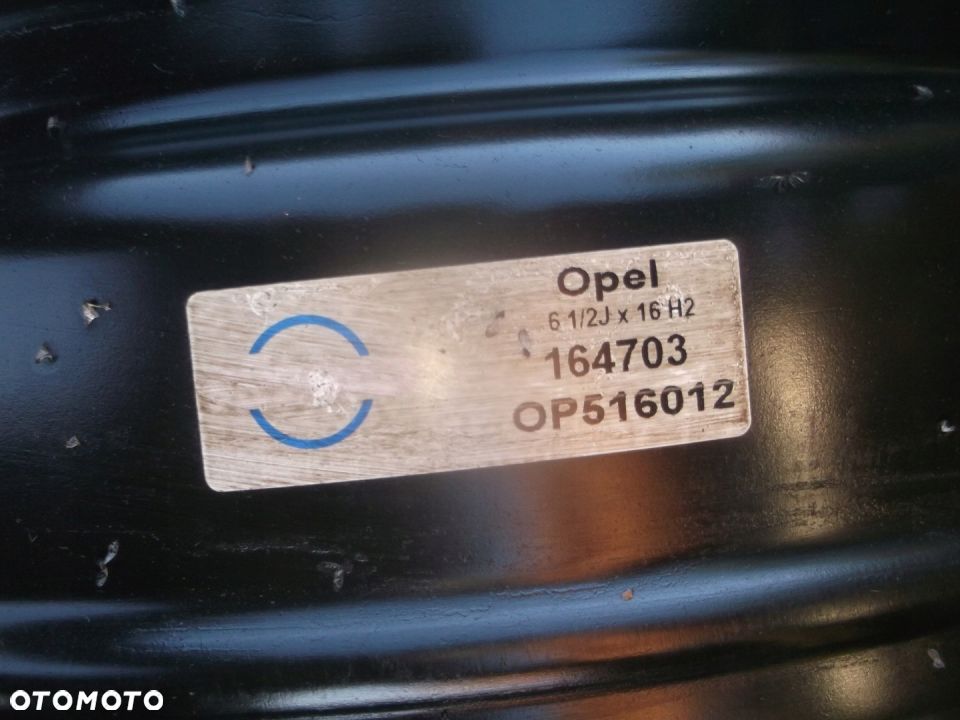 Opel
6 1/2J x 16 H2
164703
OP516012
OTOMOTO